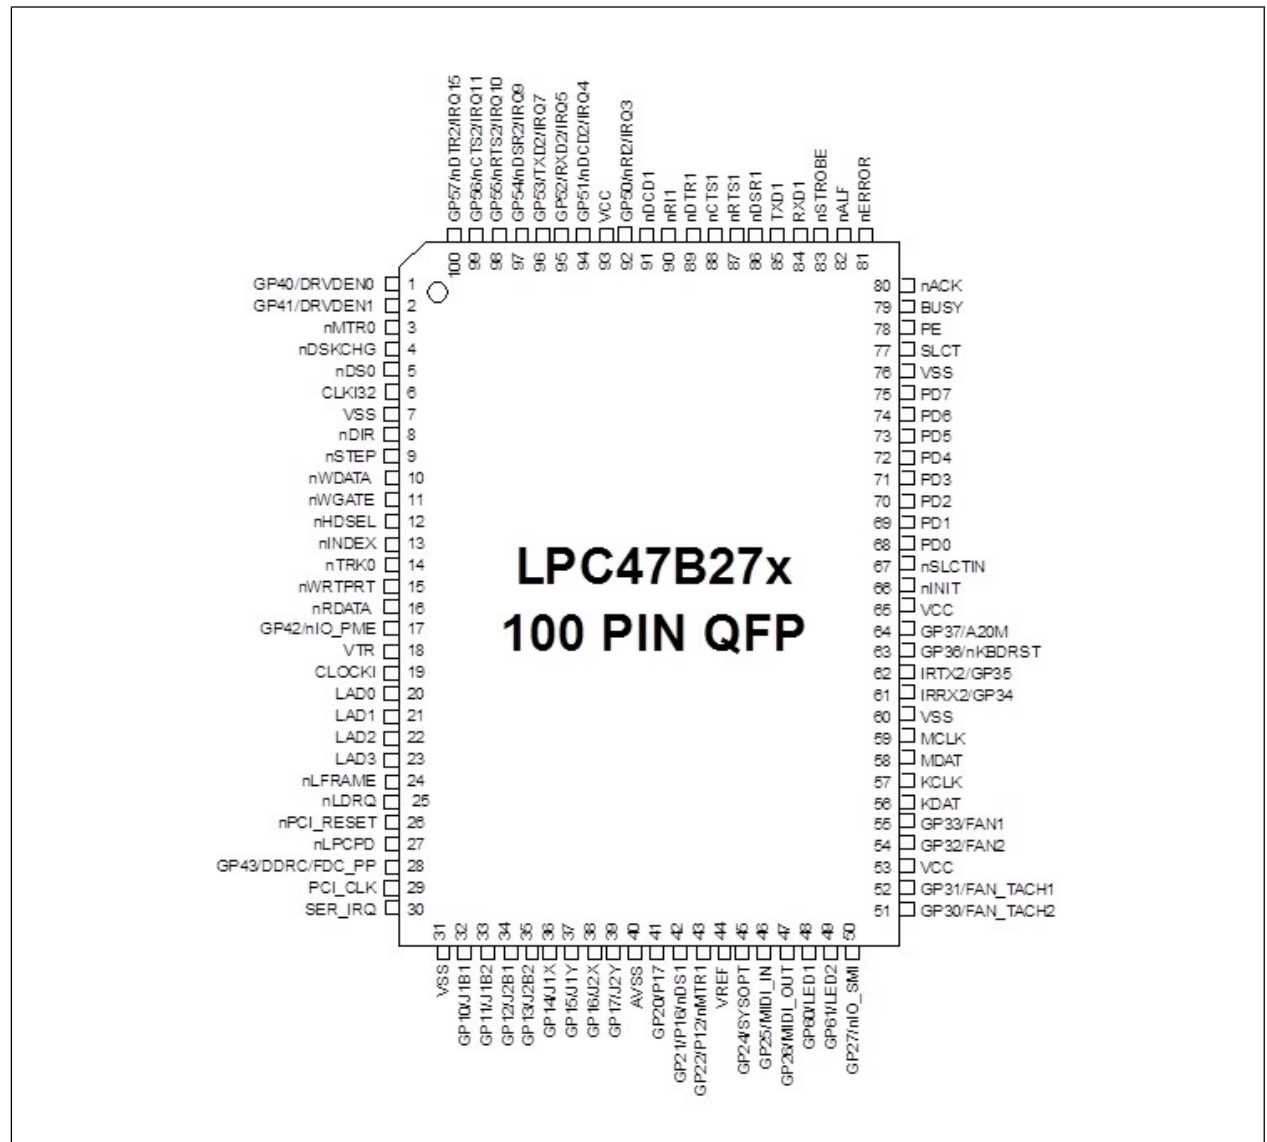 GP57/nDTR2/IRQ15
GP56/nCTS2/IRQ11
GP55/nRTS2/IRQ10
GP54/nDSR2/IRQ9
GP53/TXD2/IRQ7
GP52/RXD2/IRQ5
GP51/nDCD2/IRQ4
VCC
GP50/nRI2/IRQ3
nDCD1
nRI1
nDTR1
nCTS1
nRTS1
nDSR1
TXD1
RXD1
nSTROBE
nALF
nERROR
100
99
98
97
96
95
94
93
92
91
90
89
88
87
86
85
84
83
82
81
GP40/DRVDEN0 1
GP41/DRVDEN1 2
nMTR0 3
nDSKCHG 4
nDS0 5
CLKI32 6
VSS 7
nDIR 8
nSTEP 9
nWDATA 10
nWGATE 11
nHDSEL 12
nINDEX 13
nTRK0 14
nWRTPRT 15
nRDATA 16
GP42/nIO_PME 17
VTR 18
CLOCKI 19
LAD0 20
LAD1 21
LAD2 22
LAD3 23
nLFRAME 24
nLDRQ 25
nPCI_RESET 26
nLPCPD 27
GP43/DDRC/FDC_PP 28
PCI_CLK 29
SER_IRQ 30
LPC47B27x
100 PIN QFP
80 nACK
79 BUSY
78 PE
77 SLCT
76 VSS
75 PD7
74 PD6
73 PD5
72 PD4
71 PD3
70 PD2
69 PD1
68 PD0
67 nSLCTIN
66 nINIT
65 VCC
64 GP37/A20M
63 GP36/nKBDRST
62 IRTX2/GP35
61 IRRX2/GP34
60 VSS
59 MCLK
58 MDAT
57 KCLK
56 KDAT
55 GP33/FAN1
54 GP32/FAN2
53 VCC
52 GP31/FAN_TACH1
51 GP30/FAN_TACH2
31
32
33
34
35
36
37
38
39
40
41
42
43
44
45
46
47
48
49
50
VSS
GP10/J1B1
GP11/J1B2
GP12/J2B1
GP13/J2B2
GP14/J1X
GP15/J1Y
GP16/J2X
GP17/J2Y
AVSS
GP20/P17
GP21/P16/nDS1
GP22/P12/nMTR1
VREF
GP24/SYSOPT
GP25/MIDI_IN
GP26/MIDI_OUT
GP60/LED1
GP61/LED2
GP27/nIO_SMI